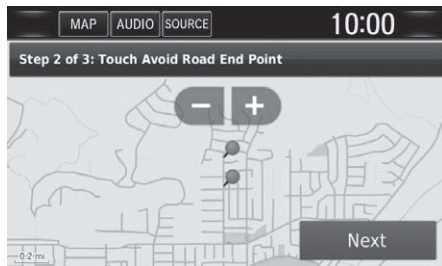 MAP AUDIO SOURCE 10:00
Step 2 of 3: Touch Avoid Road End Point
− +
Next
0.2 mi